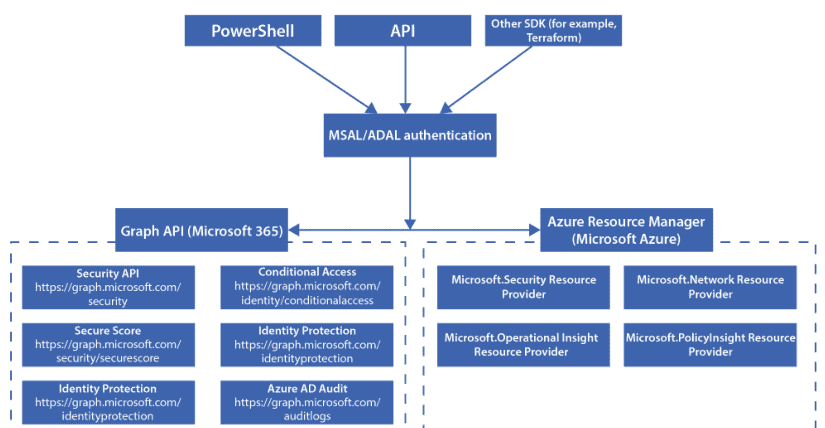 PowerShell
API
Other SDK (for example,
Terraform)
MSAL/ADAL authentication
Graph API (Microsoft 365)
Azure Resource Manager
(Microsoft Azure)
Security API
https://graph.microsoft.com/
security
Conditional Access
https://graph.microsoft.com/
identity/conditionalaccess
Microsoft.Security Resource
Provider
Microsoft.Network Resource
Provider
Secure Score
https://graph.microsoft.com/
security/securescore
Identity Protection
https://graph.microsoft.com/
identityprotection
Microsoft.Operational Insight
Resource Provider
Microsoft.PolicyInsight Resource
Provider
Identity Protection
https://graph.microsoft.com/
identityprotection
Azure AD Audit
https://graph.microsoft.com/
auditlogs